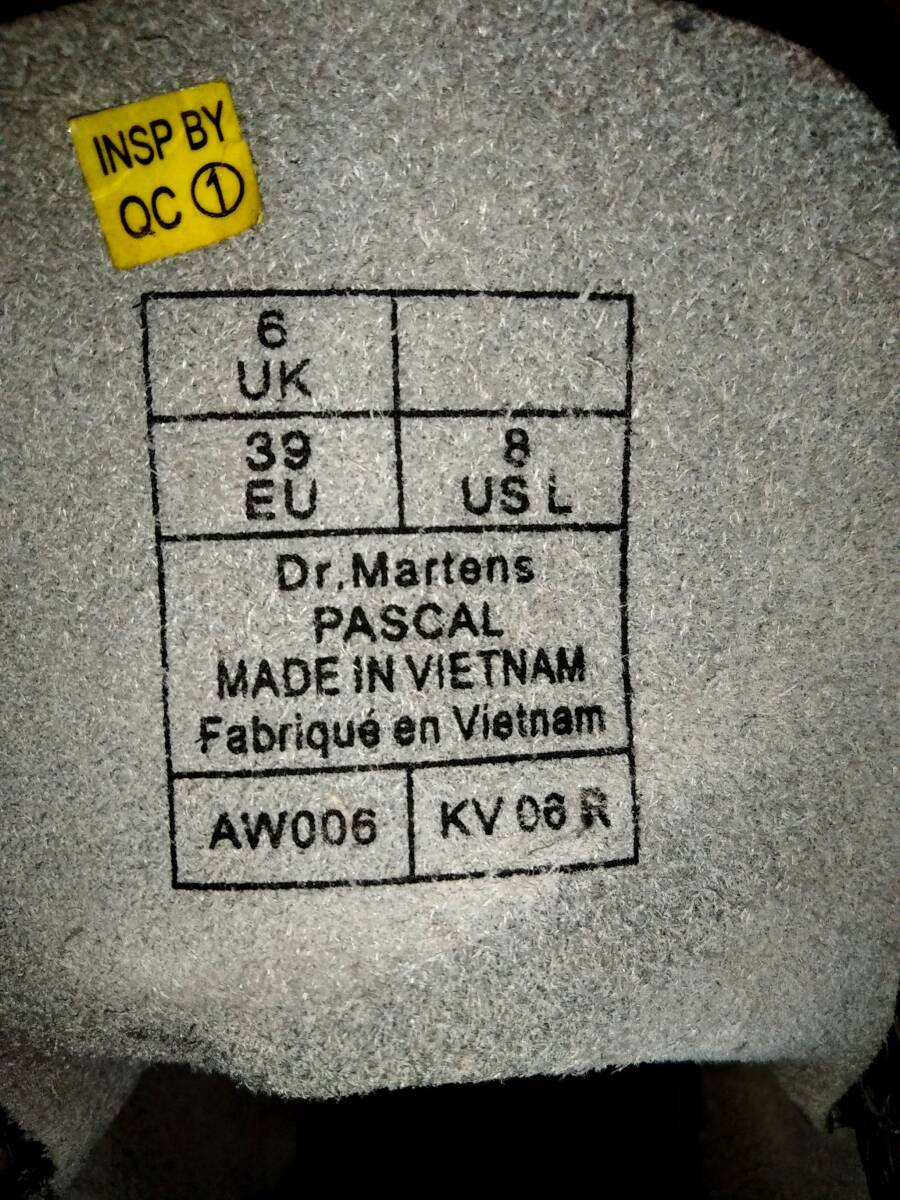 INSP BY
QC ①
6
UK
39
EU
8
US L
Dr.Martens
PASCAL
MADE IN VIETNAM
Fabriqué en Vietnam
AW006
KV 06 R